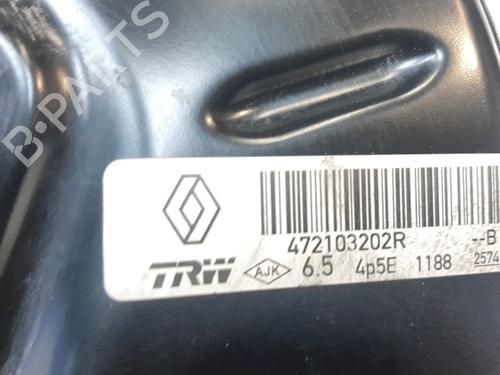 B-PARTS
472103202R
--B
TRW AJK 6.5 4p5E 1188 2574